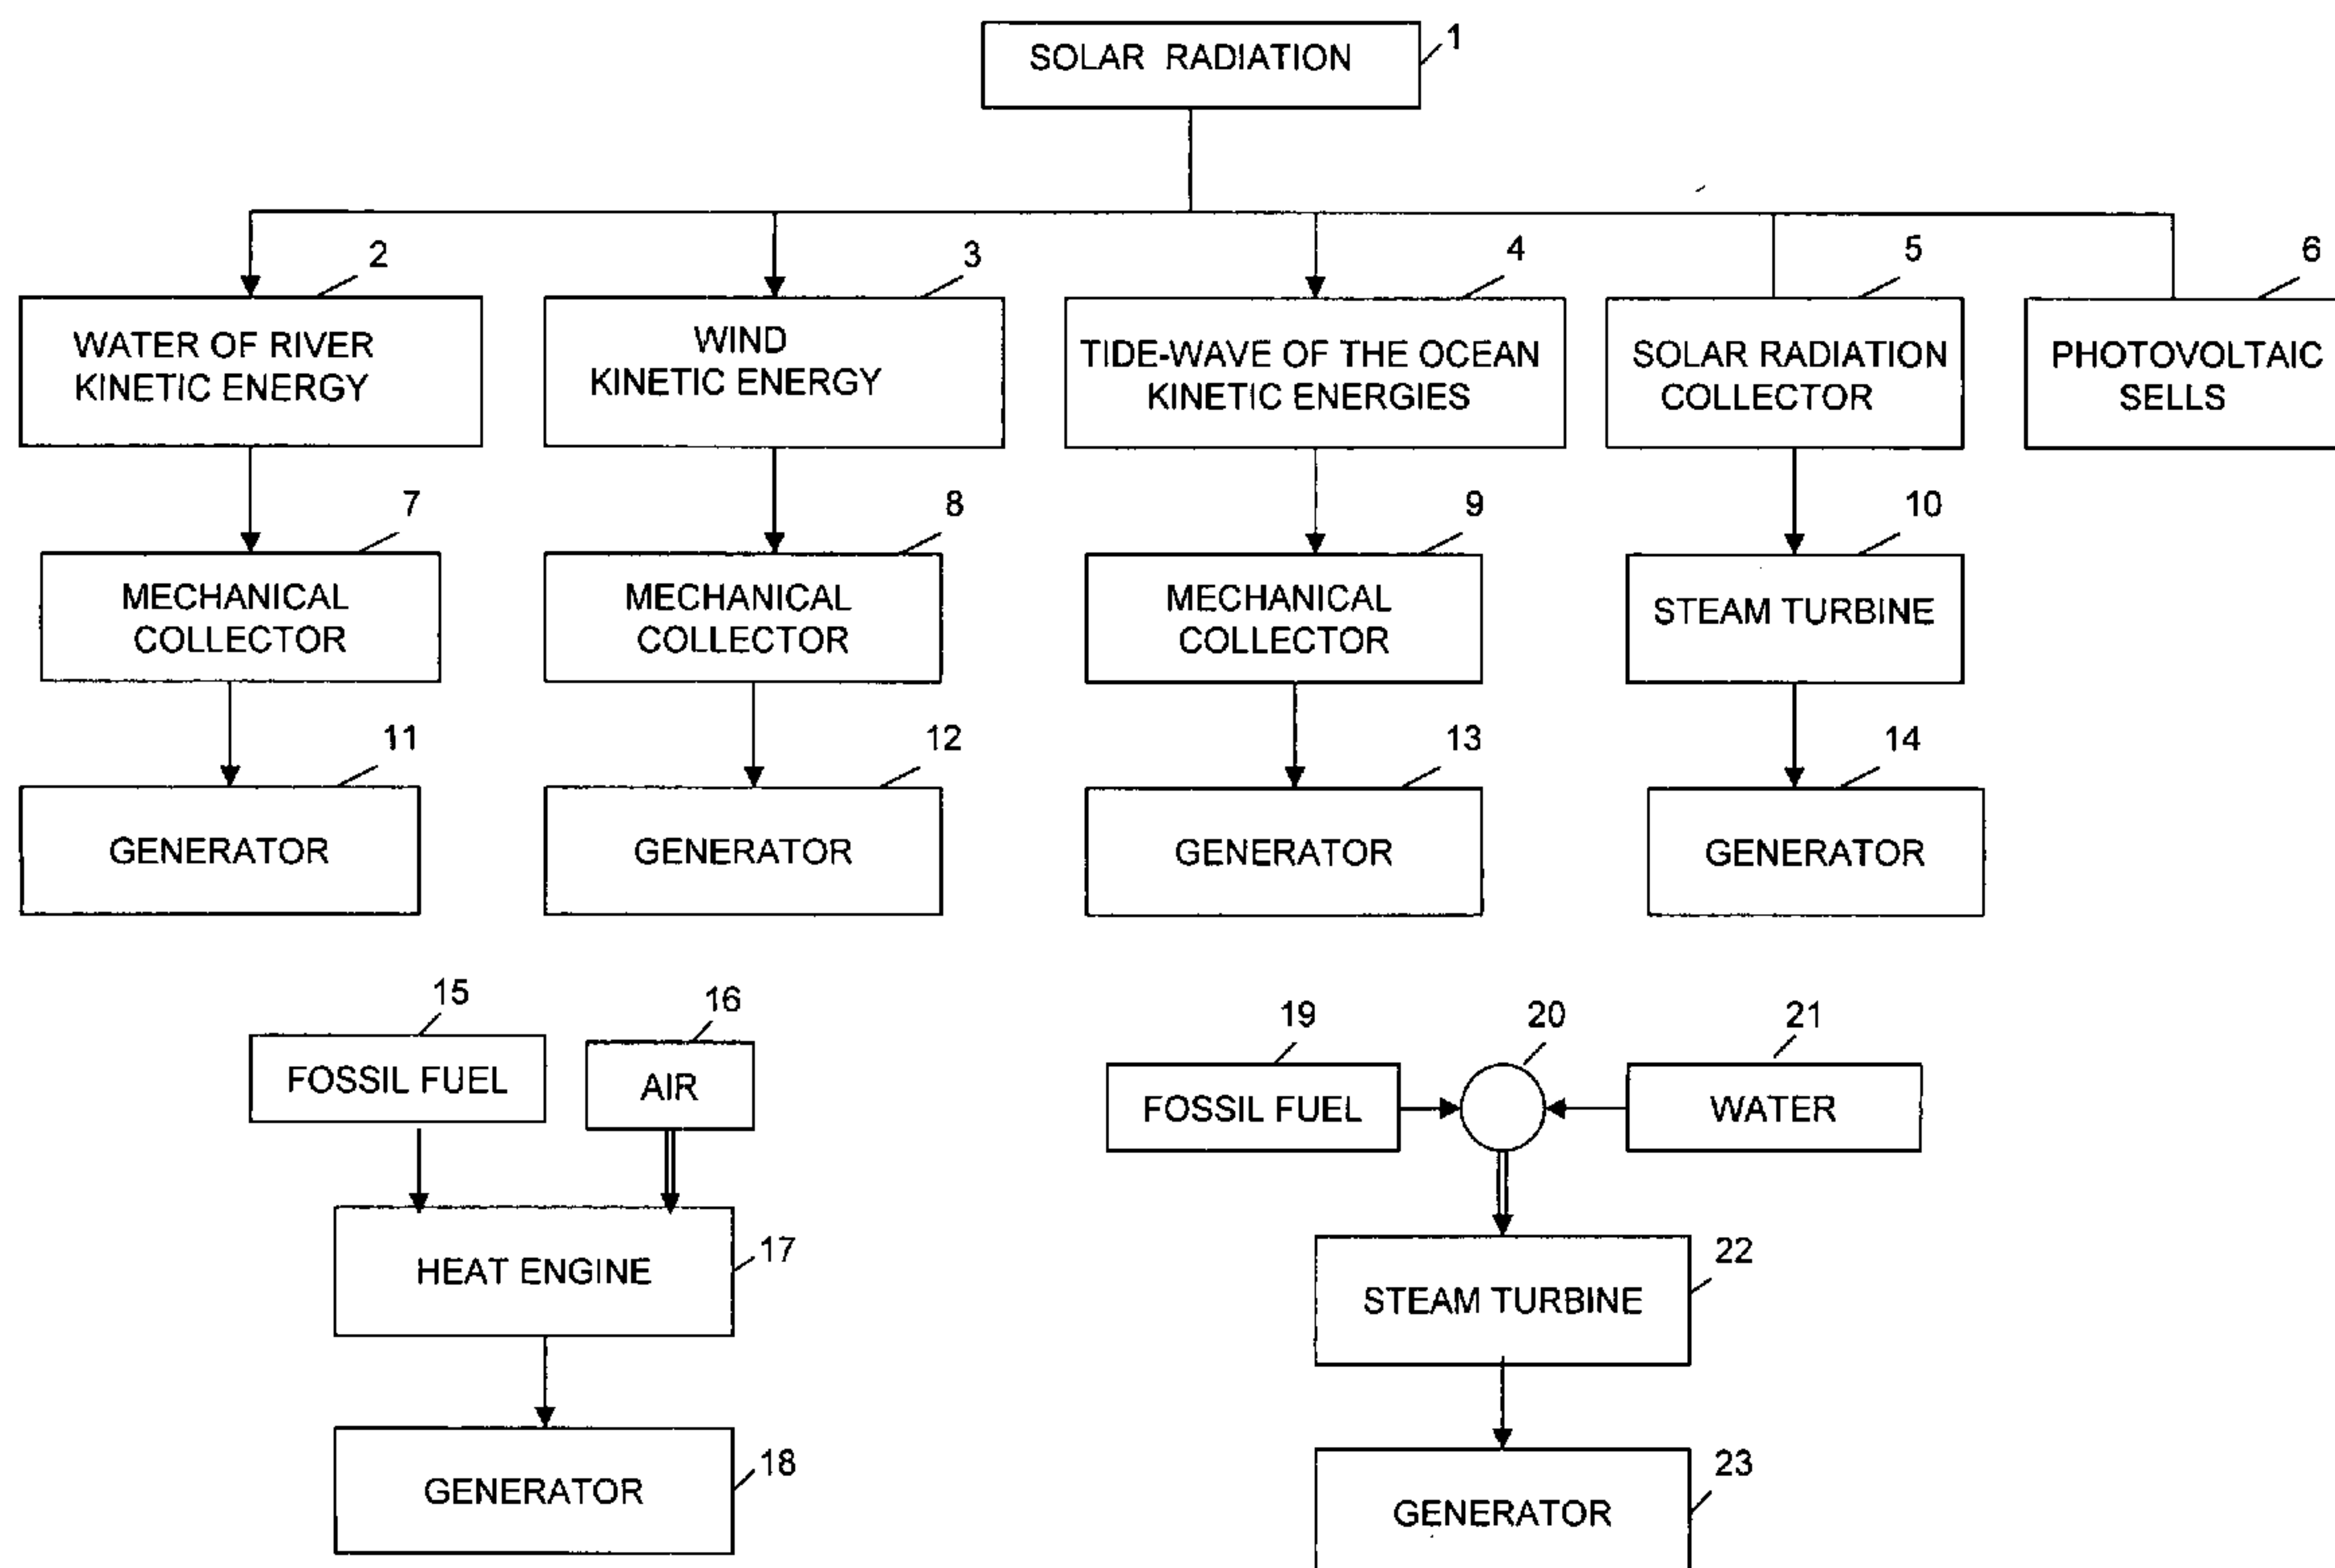 SOLAR RADIATION
1
2
3
4
5
6
WATER OF RIVER
KINETIC ENERGY
WIND
KINETIC ENERGY
TIDE-WAVE OF THE OCEAN
KINETIC ENERGIES
SOLAR RADIATION
COLLECTOR
PHOTOVOLTAIC
SELLS
7
8
9
10
MECHANICAL
COLLECTOR
MECHANICAL
COLLECTOR
MECHANICAL
COLLECTOR
STEAM TURBINE
11
12
13
14
GENERATOR
GENERATOR
GENERATOR
GENERATOR
15
16
FOSSIL FUEL
AIR
HEAT ENGINE
17
GENERATOR
18
19
20
21
FOSSIL FUEL
WATER
STEAM TURBINE
22
GENERATOR
23